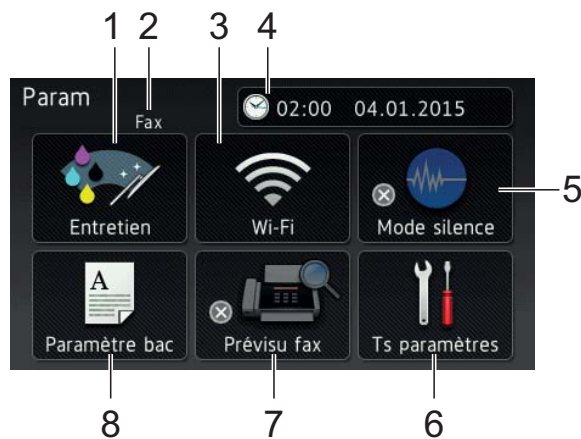 1 2 3 4
Param
Fax
02:00 04.01.2015
Entretien
Wi-Fi
Mode silence
5
A
Paramètre bac
Prévisu fax
Ts paramètres
8 7 6